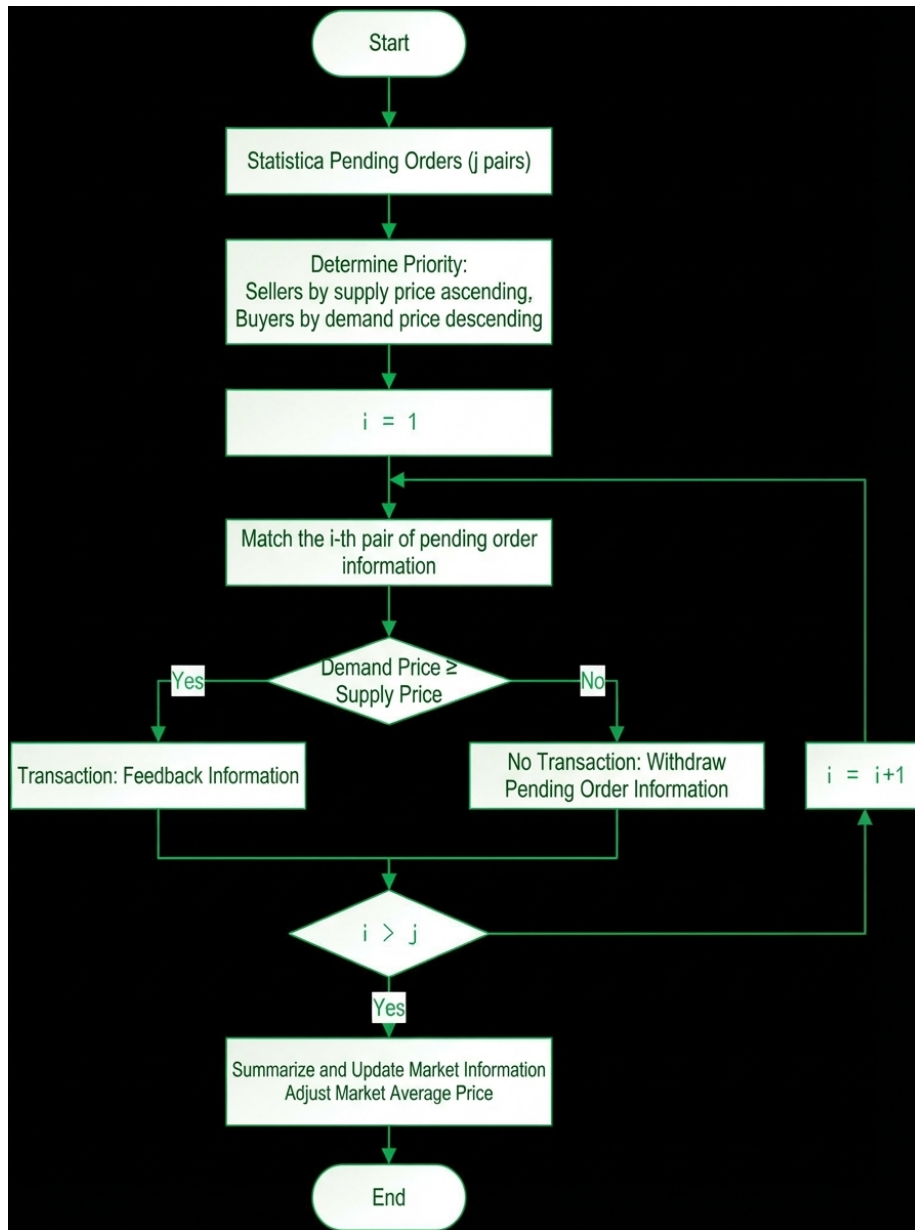 Start
Statistica Pending Orders (j pairs)
Determine Priority:
Sellers by supply price ascending,
Buyers by demand price descending
i = 1
Match the i-th pair of pending order
information
Demand Price ≥
Supply Price
Yes
No
Transaction: Feedback Information
No Transaction: Withdraw
Pending Order Information
i = i+1
i > j
Yes
Summarize and Update Market Information
Adjust Market Average Price
End